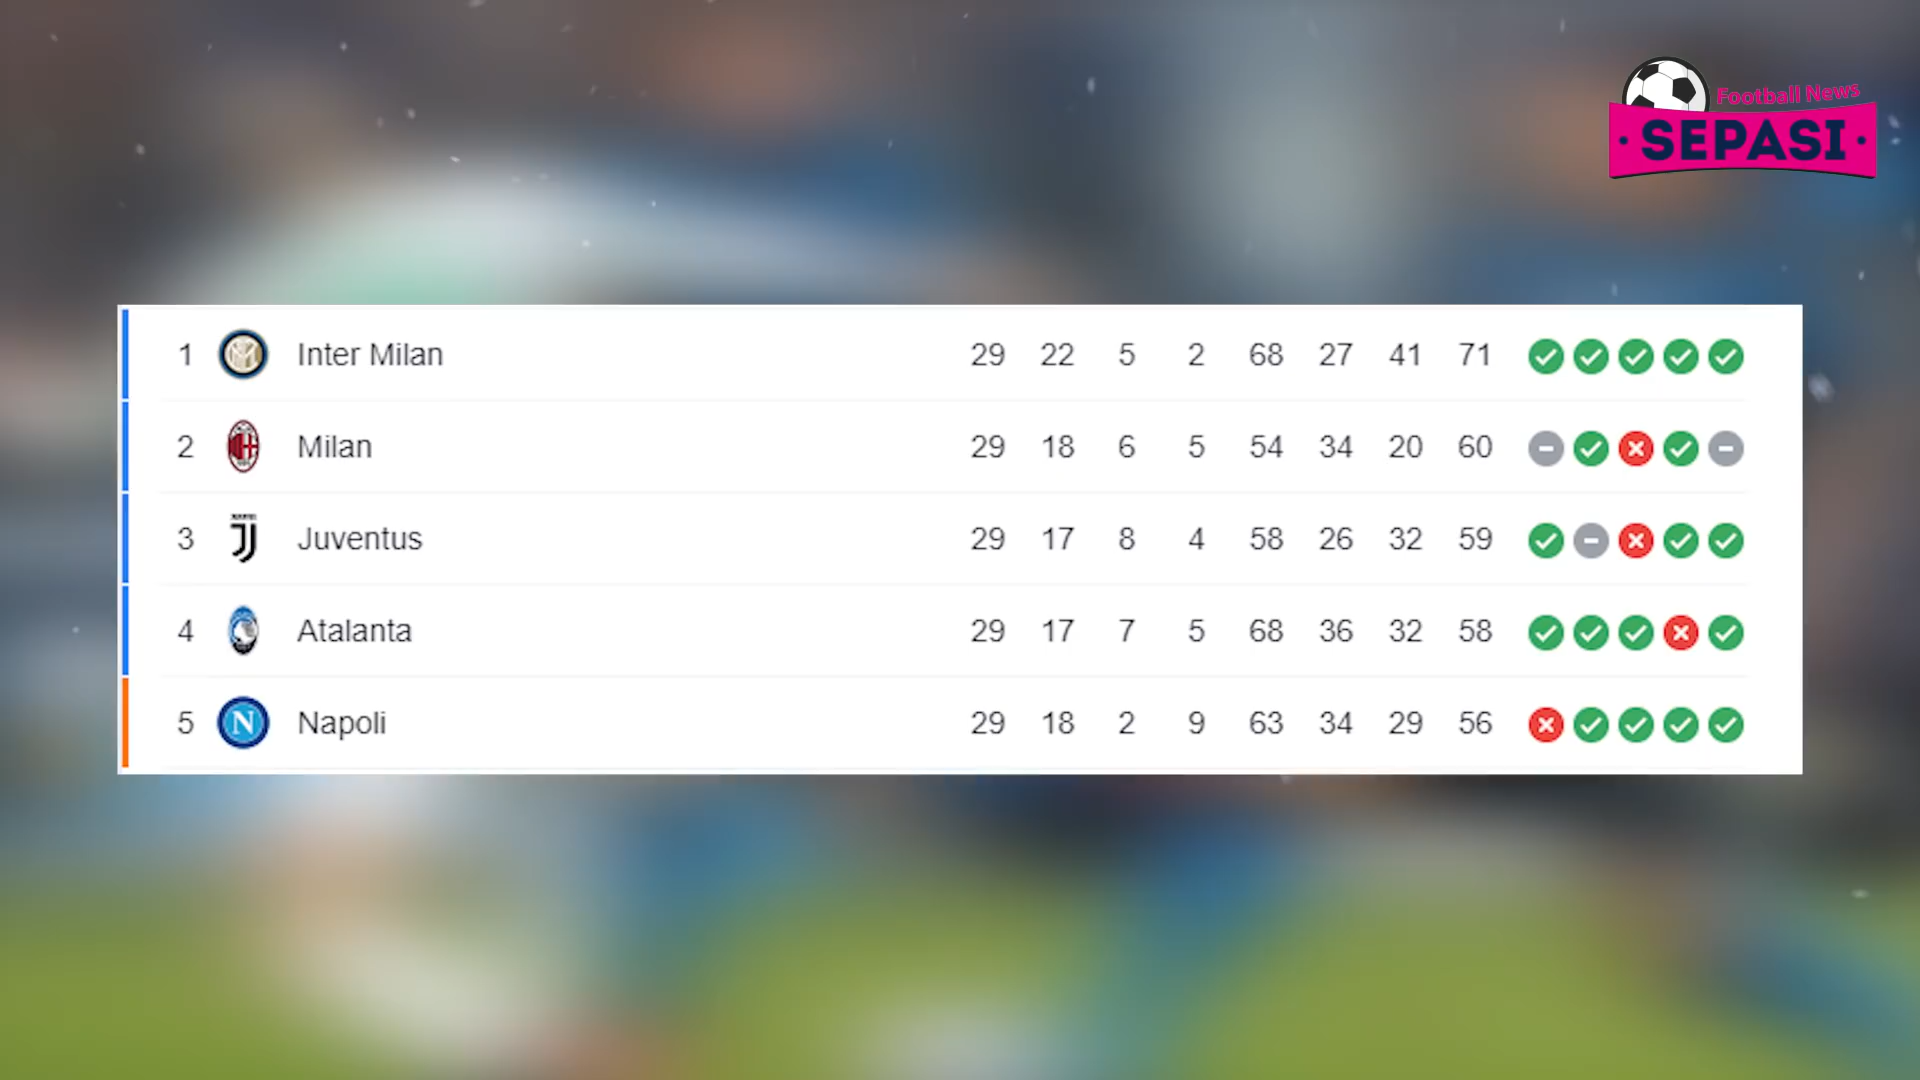 Football News
SEPASI
1 Inter Milan 29 22 5 2 68 27 41 71
2 Milan 29 18 6 5 54 34 20 60
3 Juventus 29 17 8 4 58 26 32 59
4 Atalanta 29 17 7 5 68 36 32 58
5 N Napoli 29 18 2 9 63 34 29 56